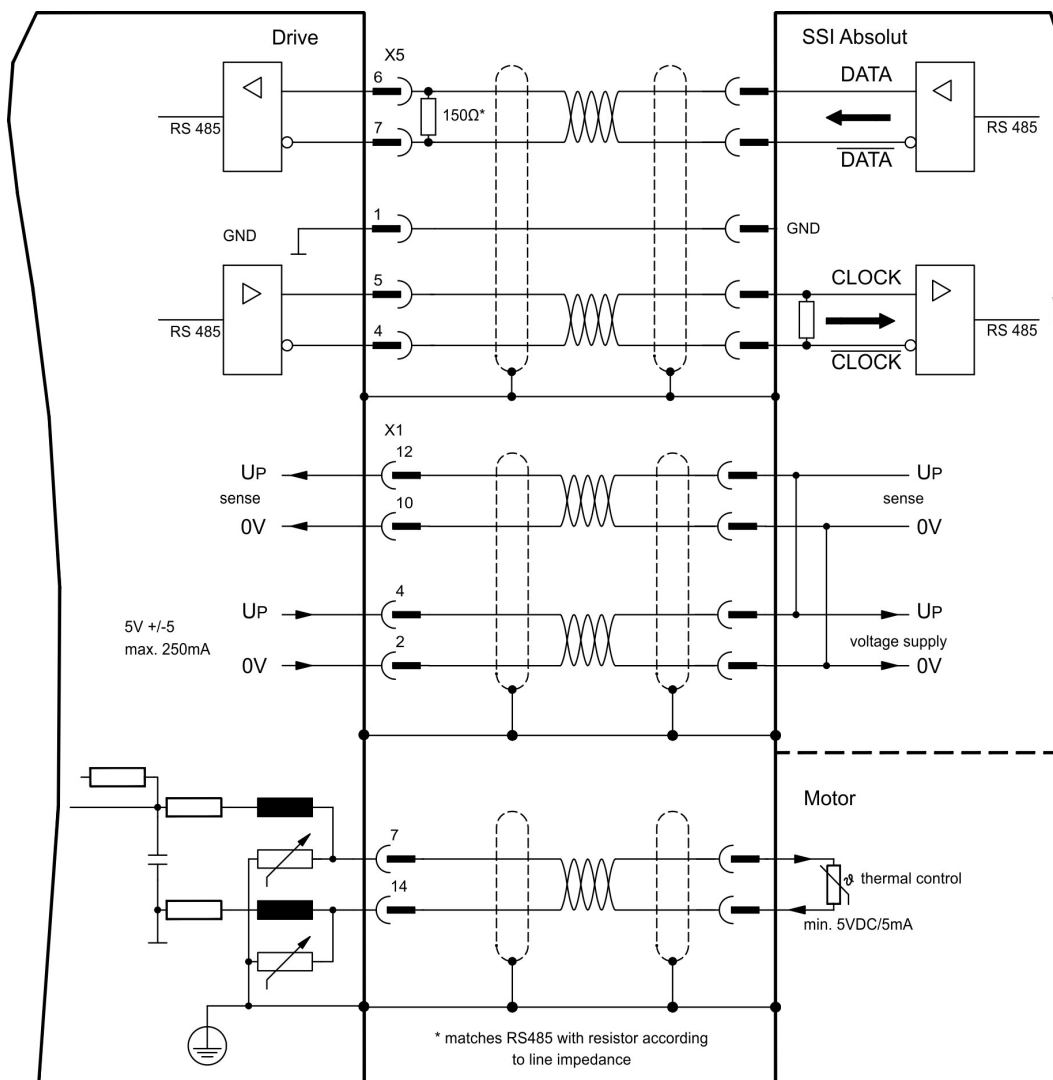 Drive
SSI Absolut
X5
6
DATA
150Ω*
RS 485
7
RS 485
DATA
1
GND
GND
5
CLOCK
RS 485
4
RS 485
CLOCK
X1
12
UP
UP
sense
10
sense
0V
0V
4
UP
UP
5V +/-5
max. 250mA
2
voltage supply
0V
0V
Motor
7
ϑ thermal control
14
min. 5VDC/5mA
* matches RS485 with resistor according
to line impedance